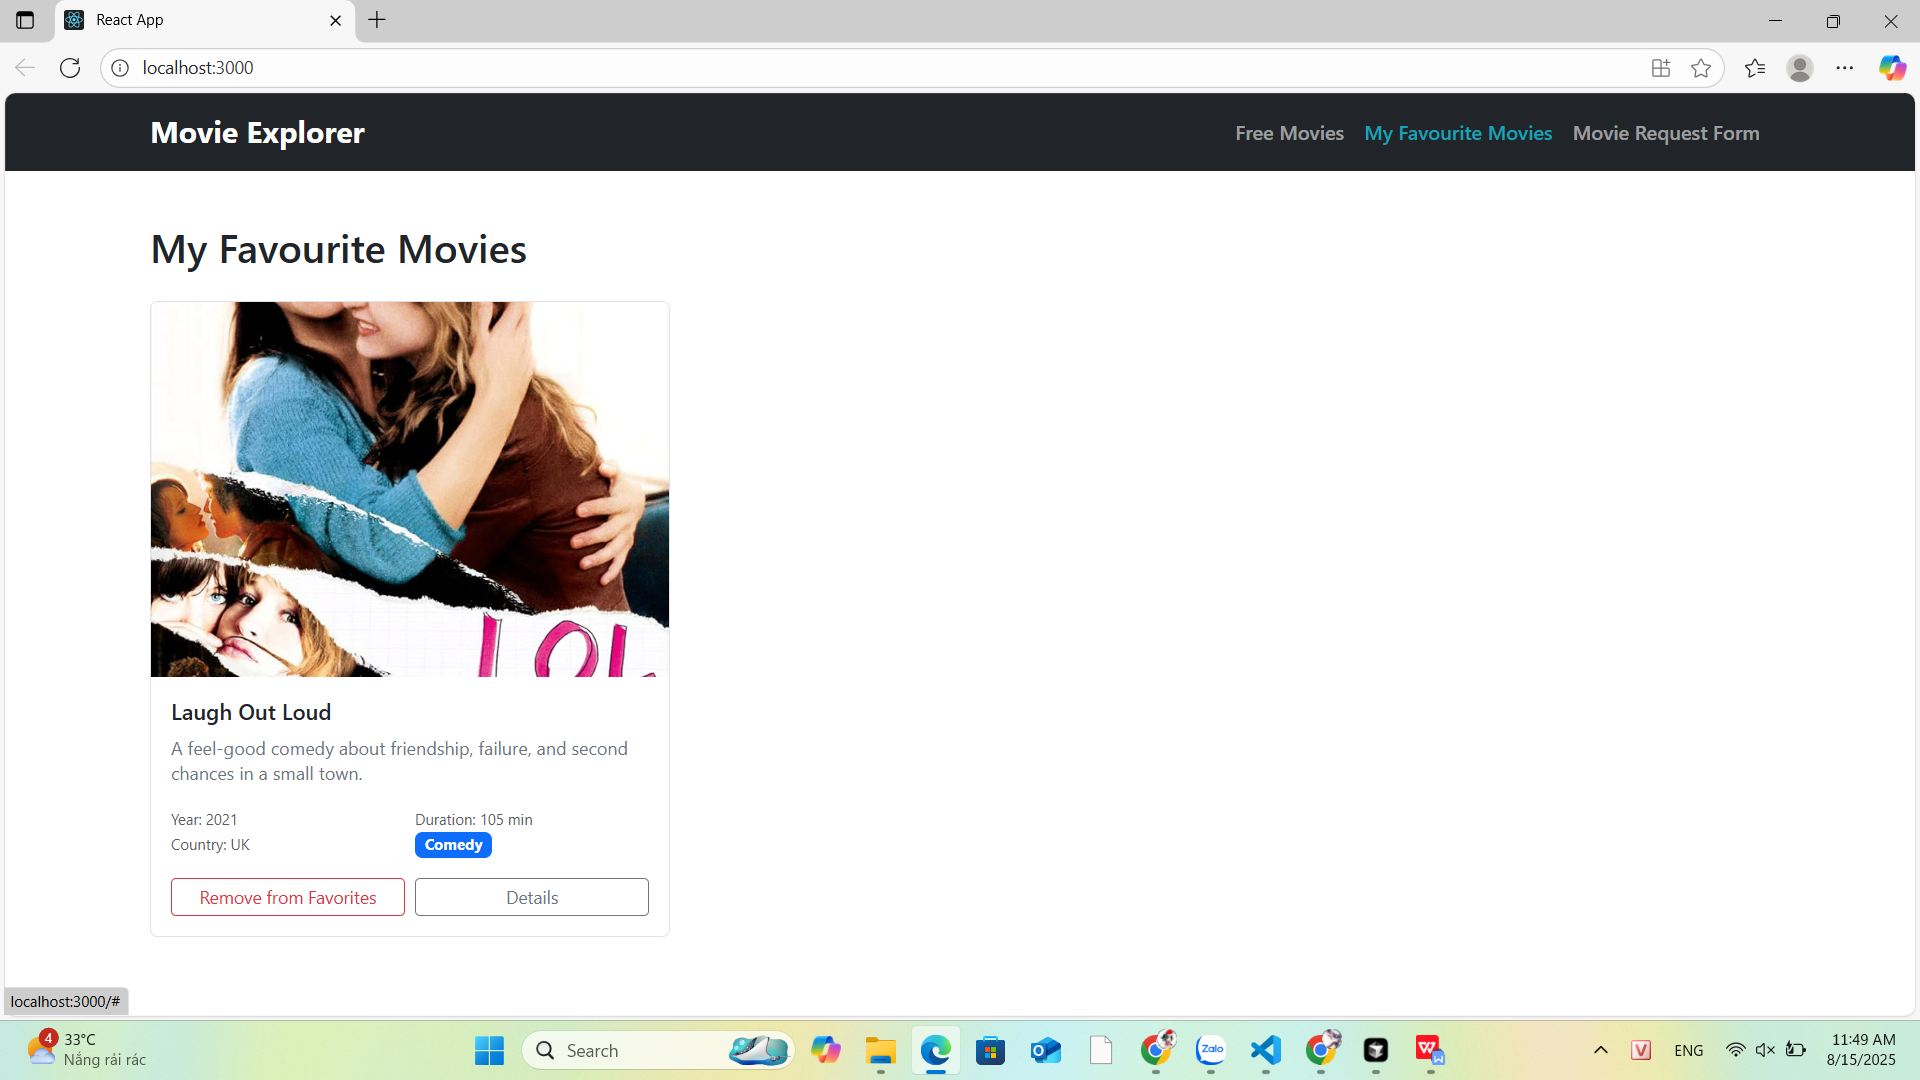 React App
localhost:3000
Movie Explorer
Free Movies
My Favourite Movies
Movie Request Form
My Favourite Movies
LOL
Laugh Out Loud
A feel-good comedy about friendship, failure, and second
chances in a small town.
Year: 2021
Duration: 105 min
Country: UK
Comedy
Remove from Favorites
Details
localhost:3000/#
4
33°C
Nắng rải rác
Search
Zalo
W
V
ENG
11:49 AM
8/15/2025